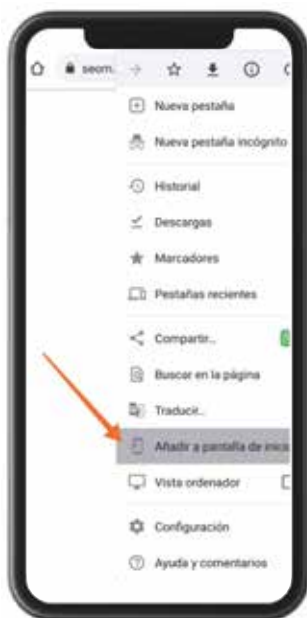 seom.
Nueva pestaña
Nueva pestaña incógnito
Historial
Descargas
Marcadores
Pestañas recientes
Compartir...
Buscar en la página
Traducir...
Añadir a pantalla de inicio
Vista ordenador
Configuración
Ayuda y comentarios